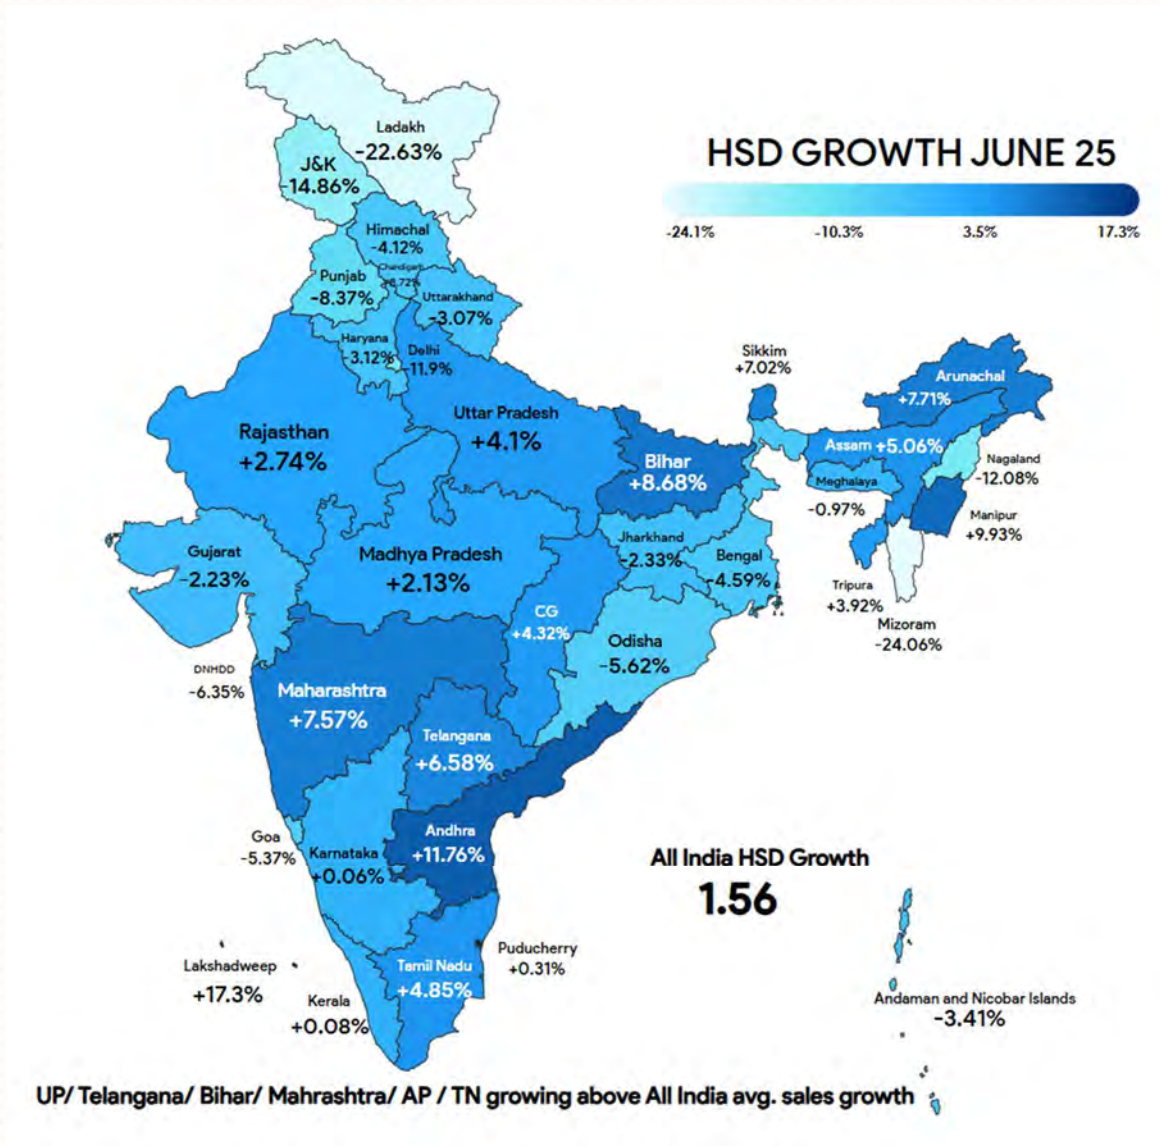 HSD GROWTH JUNE 25
-24.1%
-10.3%
3.5%
17.3%
Ladakh
-22.63%
J&K
-14.86%
Himachal
-4.12%
Chandigarh
Punjab
-8.37%
Uttarakhand
-3.07%
Haryana
-3.12%
Delhi
-11.9%
Sikkim
+7.02%
Arunachal
+7.71%
Uttar Pradesh
+4.1%
Rajasthan
+2.74%
Bihar
+8.68%
Assam +5.06%
Nagaland
-12.08%
Meghalaya
-0.97%
Manipur
+9.93%
Jharkhand
-2.33%
Bengal
-4.59%
Gujarat
-2.23%
Madhya Pradesh
+2.13%
Tripura
+3.92%
Mizoram
-24.06%
CG
+4.32%
Odisha
-5.62%
DNHDD
-6.35%
Maharashtra
+7.57%
Telangana
+6.58%
Goa
-5.37%
Karnataka
+0.06%
Andhra
+11.76%
All India HSD Growth
1.56
Puducherry
+0.31%
Lakshadweep
+17.3%
Kerala
+0.08%
Tamil Nadu
+4.85%
Andaman and Nicobar Islands
-3.41%
UP/ Telangana/ Bihar/ Mahrashtra/ AP / TN growing above All India avg. sales growth